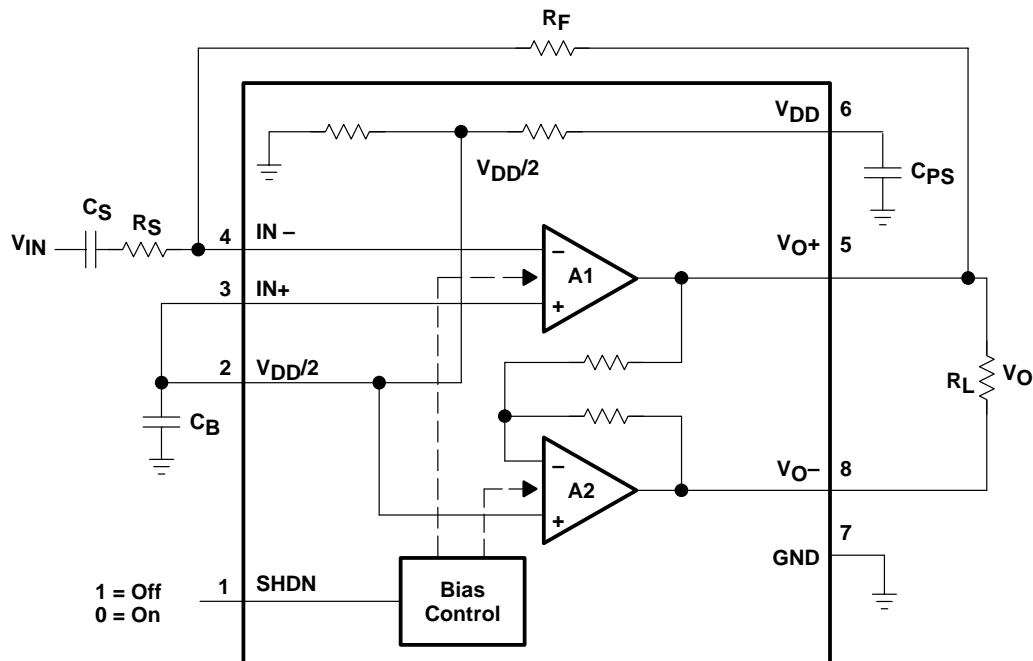 RF
VDD 6
VDD/2
CPS
CS
RS
VIN
4 IN –
VO+ 5
– A1 +
3 IN+
2 VDD/2
RL VO
CB
– A2 +
VO– 8
7
GND
1 = Off
0 = On
1 SHDN
Bias
Control